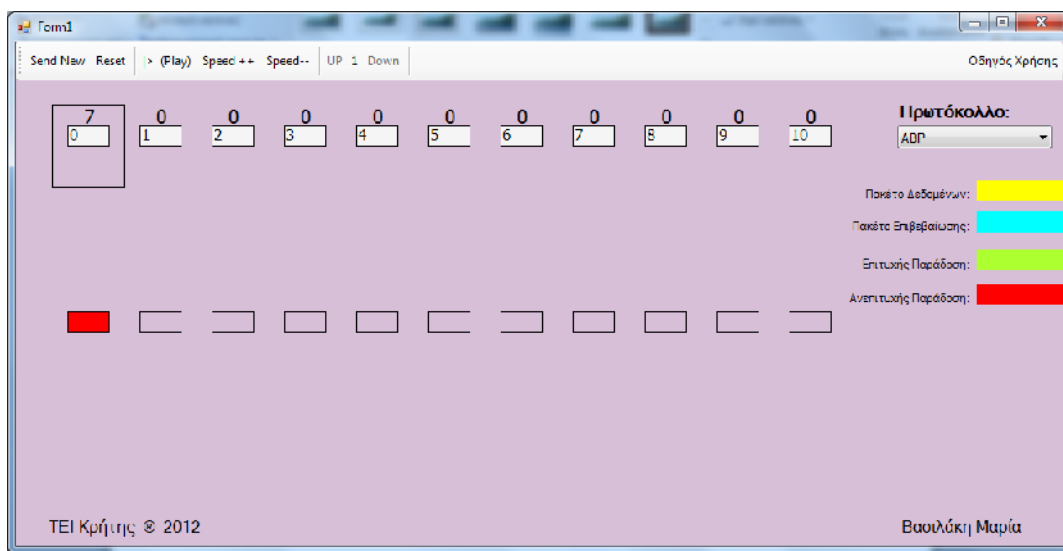 Form1
Send New Reset |> (Play) Speed ++ Speed-- UP 1 Down Οδηγός Χρήσης
7 0 0 0 0 0 0 0 0 0 0
0 1 2 3 4 5 6 7 8 9 10
Πρωτόκολλο:
ABP
Πακέτο Δεδομένων:
Πακέτο Επιβεβαίωσης:
Επιτυχής Παράδοση:
Ανεπιτυχής Παράδοση:
ΤΕΙ Κρήτης ® 2012 Βασιλάκη Μαρία